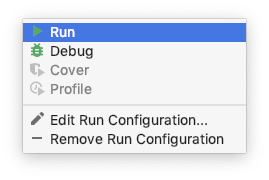 Run
Debug
Cover
Profile
Edit Run Configuration...
Remove Run Configuration